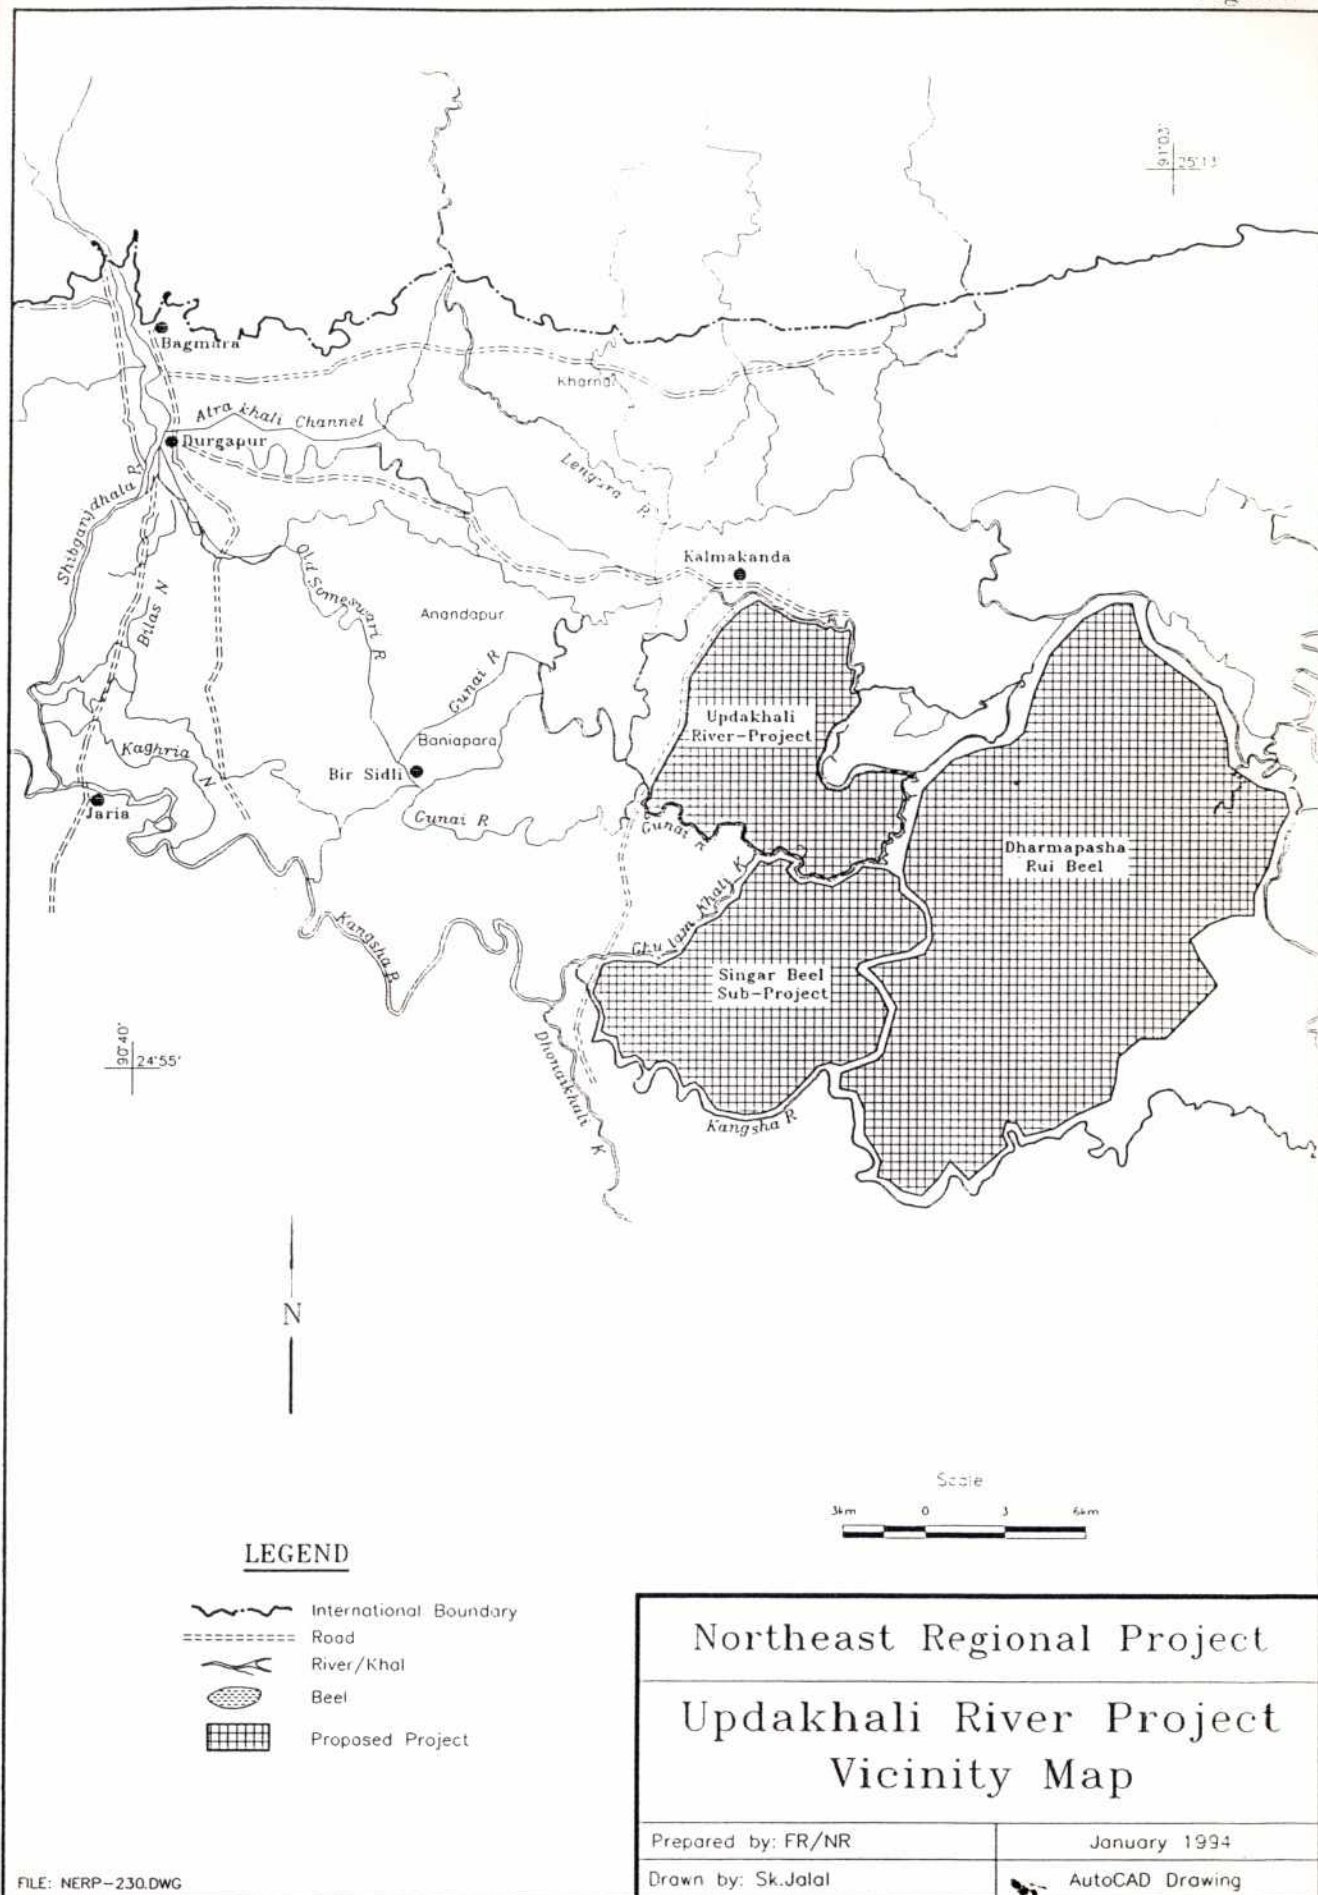 91°03'
25°13'
Bagmara
Kharnai
Atra khali Channel
Durgapur
Lengura R.
Shibganjdhala R
Kalmakanda
Old Someswari R
Bilas N
Anandapur
Gunai R
Updakhali
River-Project
Baniapara
Kaghria N
Bir Sidli
Jaria
Gunai R
Gunai R
Dharmapasha
Rui Beel
Ghulam Khali K
Kangsha R
Singar Beel
Sub-Project
90°40'
24°55'
Dhonaikhali K
Kangsha R
N
Scale
3km 0 3 6km
LEGEND
International Boundary
Road
River/Khal
Beel
Proposed Project
Northeast Regional Project
Updakhali River Project
Vicinity Map
Prepared by: FR/NR
January 1994
Drawn by: Sk.Jalal
AutoCAD Drawing
FILE: NERP-230.DWG